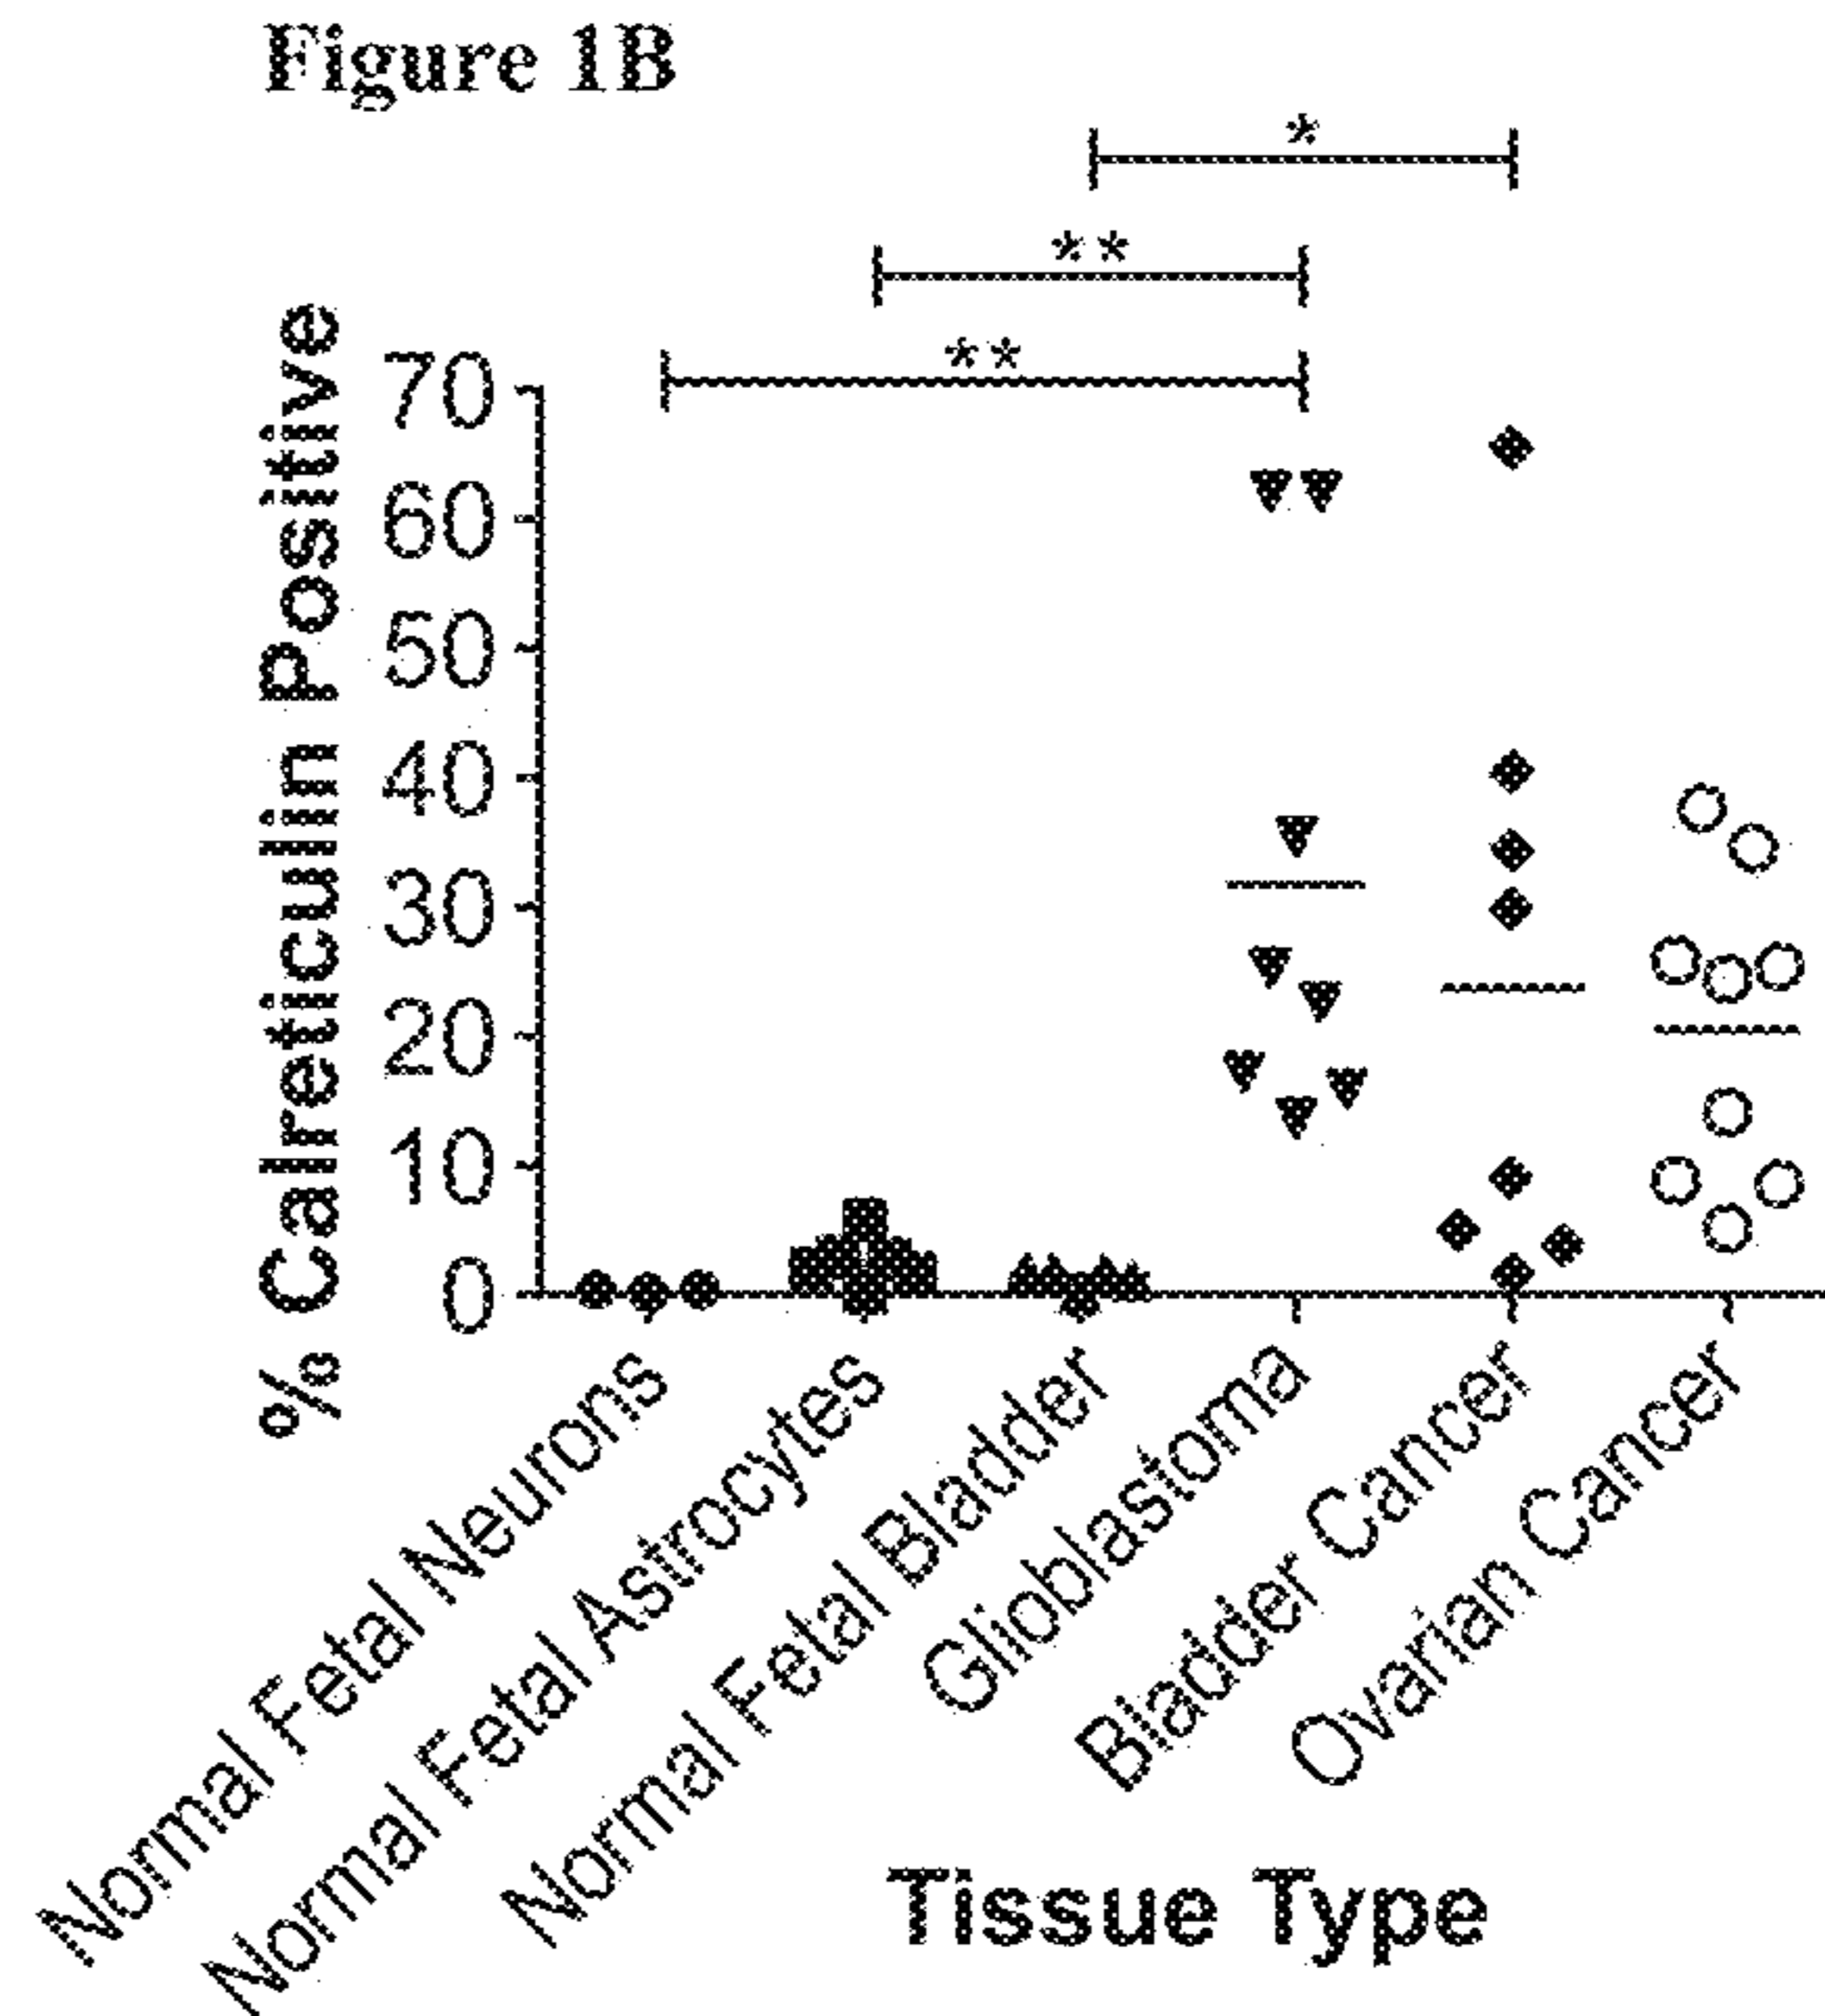 Figure 1B
*
**
**
% Calreticulin Positive
70
60
50
40
30
20
10
0
Normal Fetal Neurons
Normal Fetal Astrocytes
Normal Fetal Bladder
Glioblastoma
Bladder Cancer
Ovarian Cancer
Tissue Type